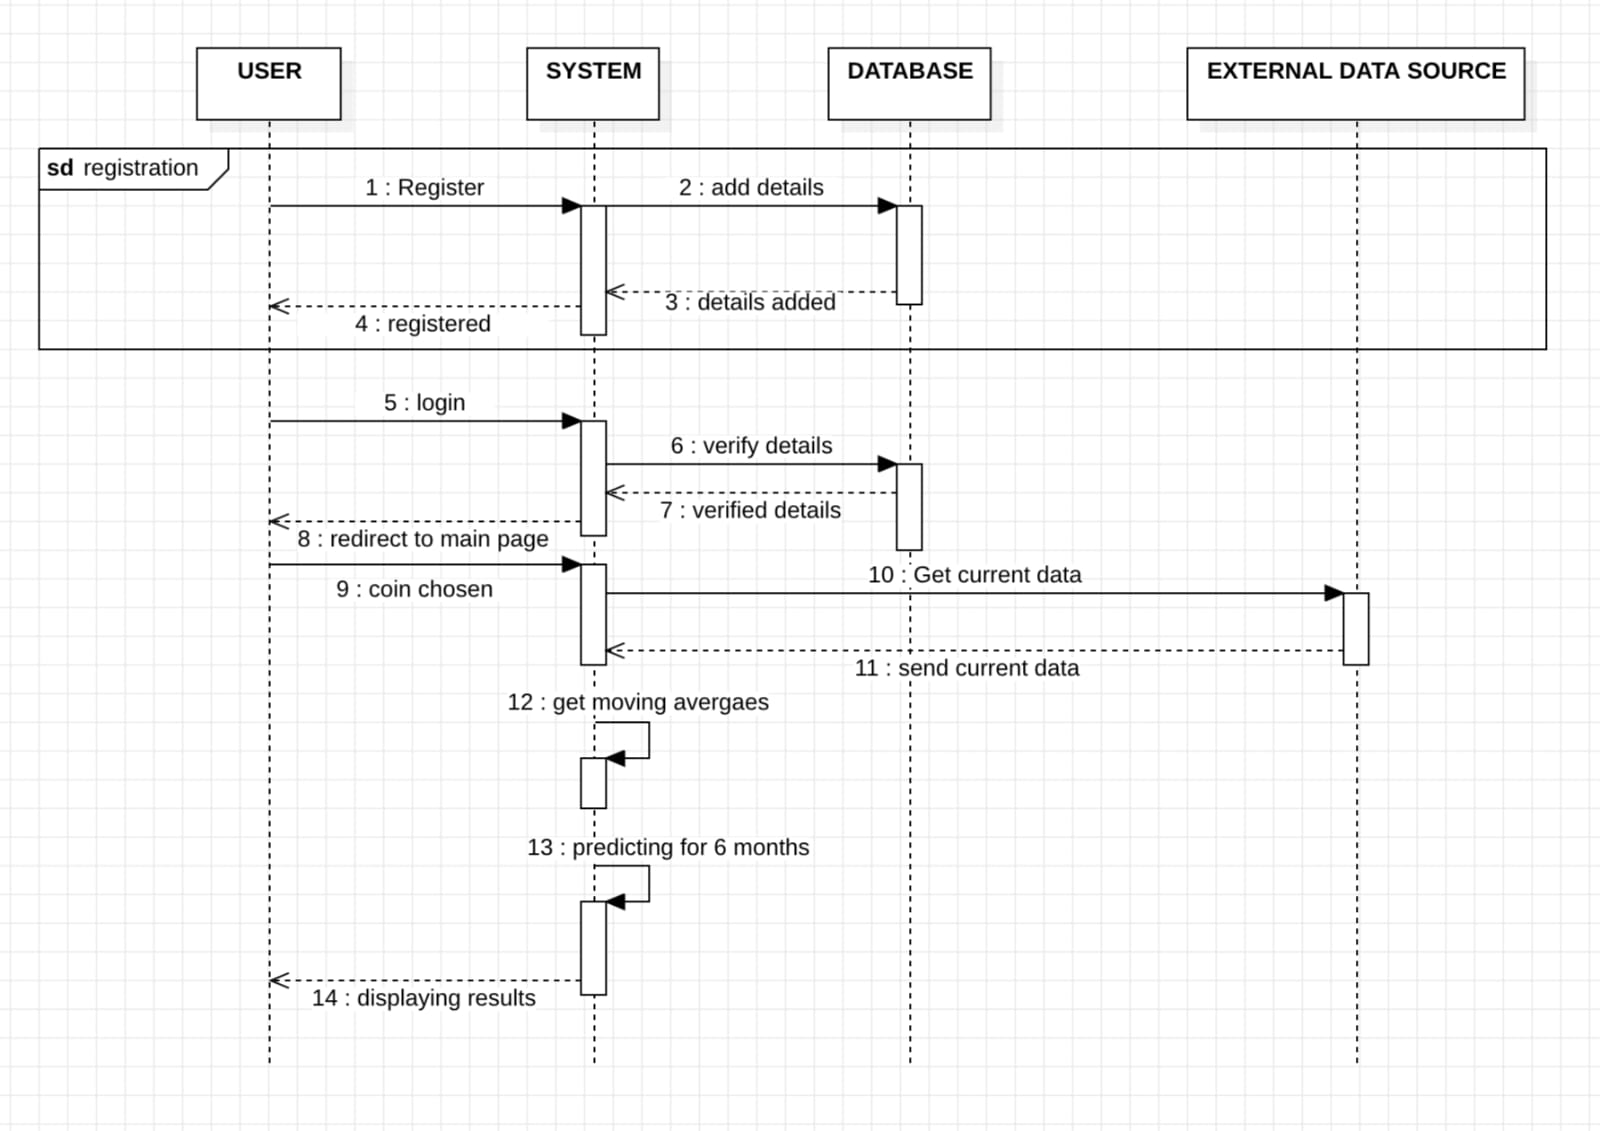 USER
SYSTEM
DATABASE
EXTERNAL DATA SOURCE
sd registration
1 : Register
2 : add details
3 : details added
4 : registered
5 : login
6 : verify details
7 : verified details
8 : redirect to main page
9 : coin chosen
10 : Get current data
11 : send current data
12 : get moving avergaes
13 : predicting for 6 months
14 : displaying results